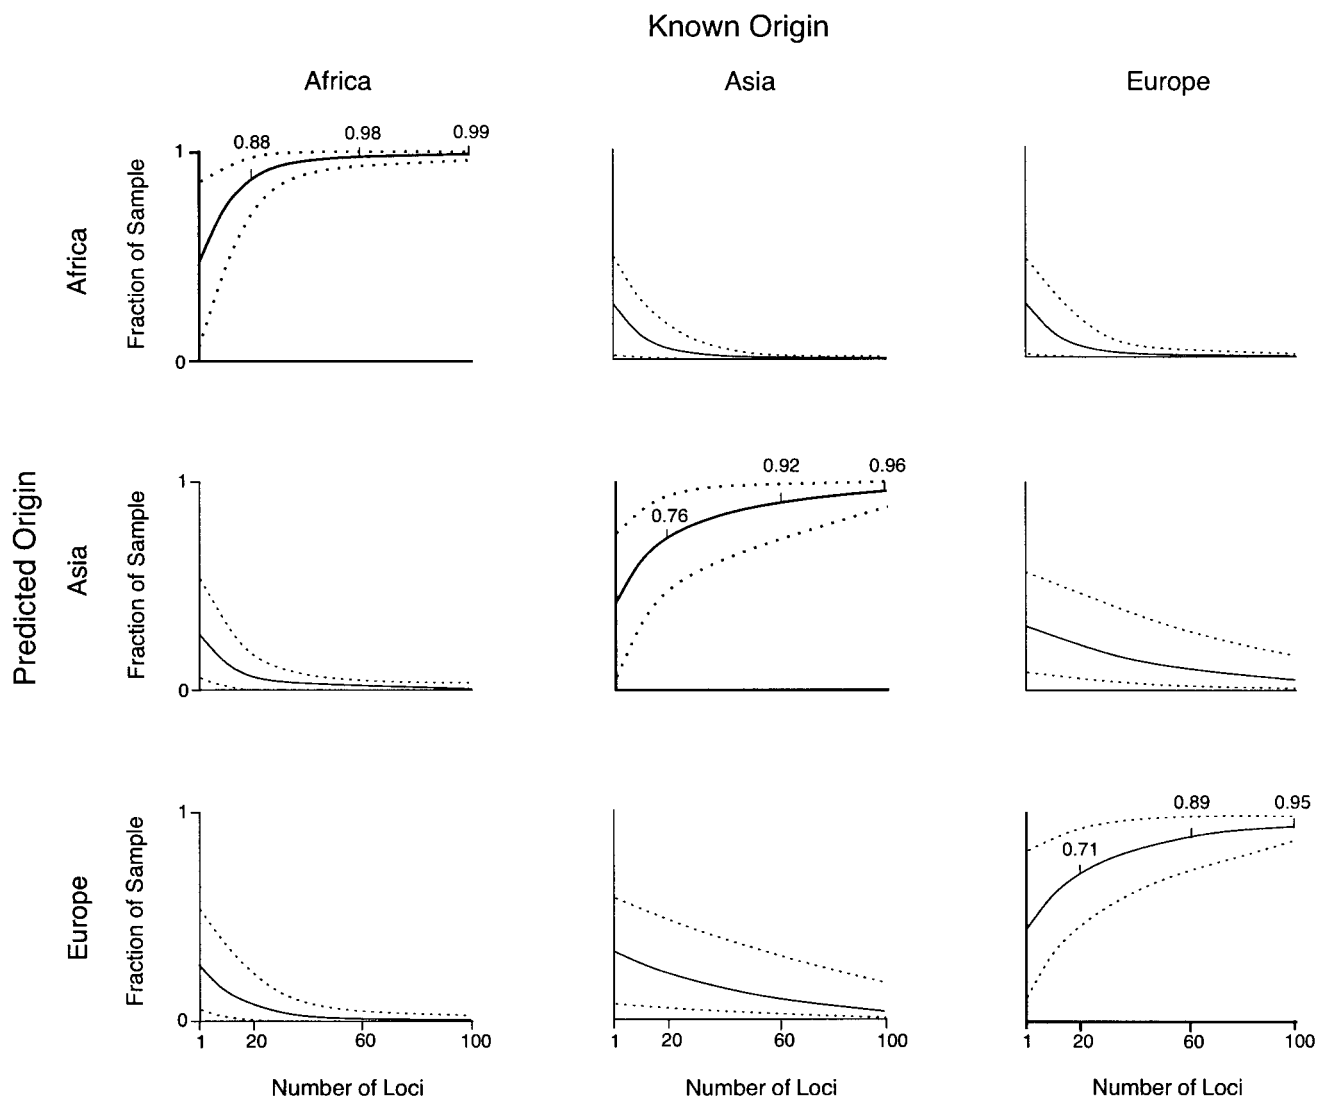 Known Origin
Africa Asia Europe
0.88 0.98 0.99
1
Fraction of Sample
Africa
0
0.92 0.96
1
0.76
Predicted Origin
Asia
Fraction of Sample
0
0.89 0.95
1
0.71
Europe
Fraction of Sample
0
1 20 60 100 1 20 60 100 1 20 60 100
Number of Loci Number of Loci Number of Loci